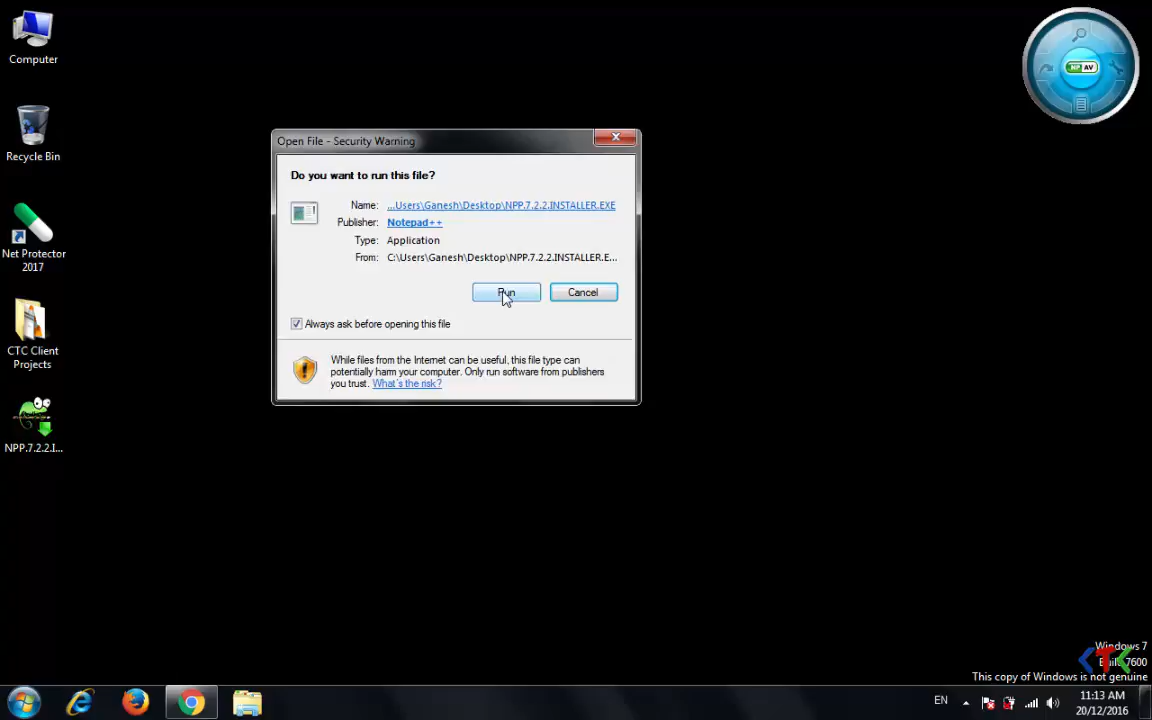 Computer
Recycle Bin
Net Protector
2017
CTC Client
Projects
NPP.7.2.2.I...
NP AV
Open File - Security Warning
Do you want to run this file?
Name: ...Users\Ganesh\Desktop\NPP.7.2.2.INSTALLER.EXE
Publisher: Notepad++
Type: Application
From: C:\Users\Ganesh\Desktop\NPP.7.2.2.INSTALLER.E...
Run
Cancel
Always ask before opening this file
While files from the Internet can be useful, this file type can
potentially harm your computer. Only run software from publishers
you trust. What's the risk?
Windows 7
Build 7600
This copy of Windows is not genuine
EN
11:13 AM
20/12/2016